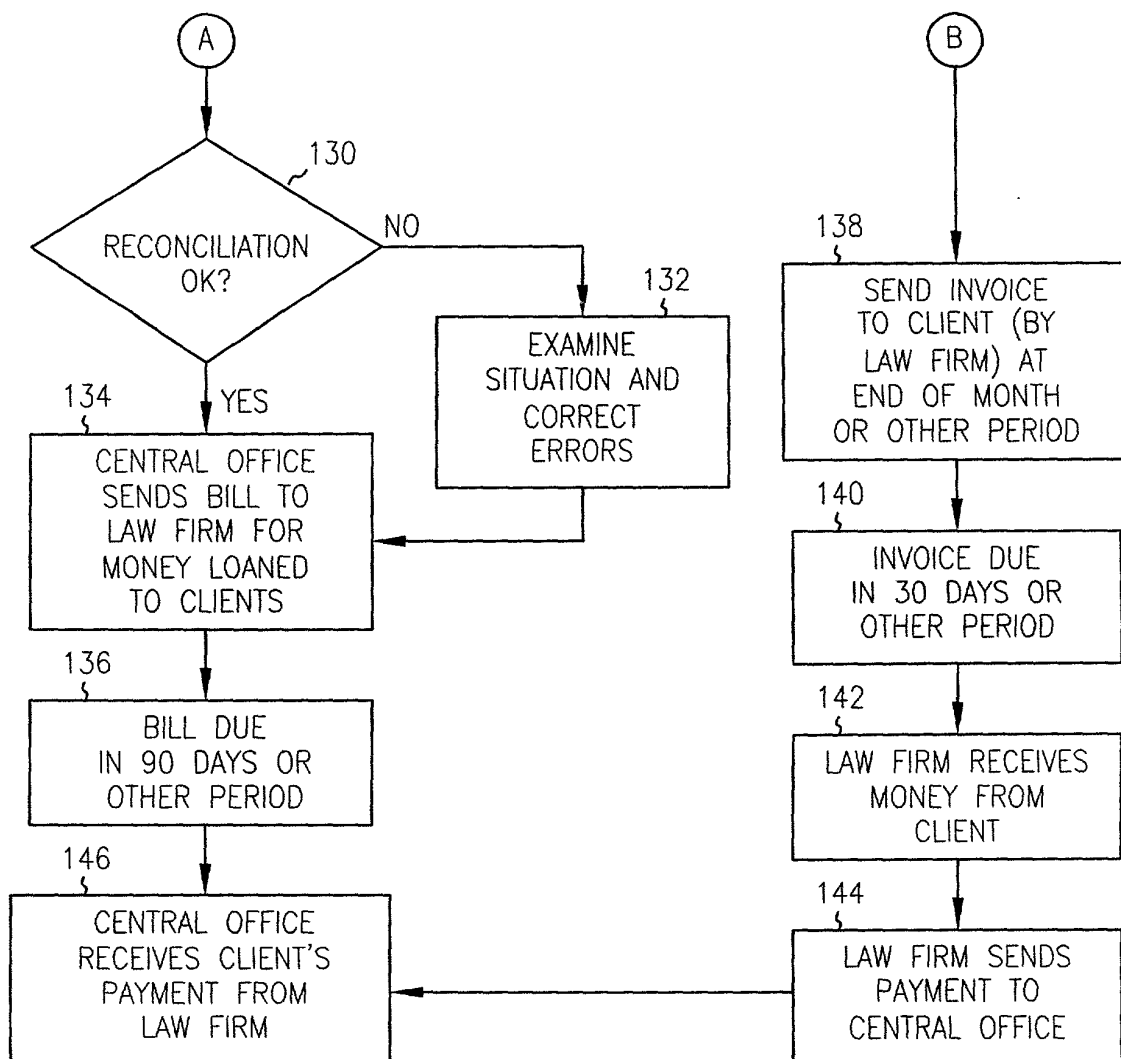 A
130
RECONCILIATION
OK?
NO
YES
132
EXAMINE
SITUATION AND
CORRECT
ERRORS
134
CENTRAL OFFICE
SENDS BILL TO
LAW FIRM FOR
MONEY LOANED
TO CLIENTS
136
BILL DUE
IN 90 DAYS OR
OTHER PERIOD
146
CENTRAL OFFICE
RECEIVES CLIENT'S
PAYMENT FROM
LAW FIRM
B
138
SEND INVOICE
TO CLIENT (BY
LAW FIRM) AT
END OF MONTH
OR OTHER PERIOD
140
INVOICE DUE
IN 30 DAYS OR
OTHER PERIOD
142
LAW FIRM RECEIVES
MONEY FROM
CLIENT
144
LAW FIRM SENDS
PAYMENT TO
CENTRAL OFFICE